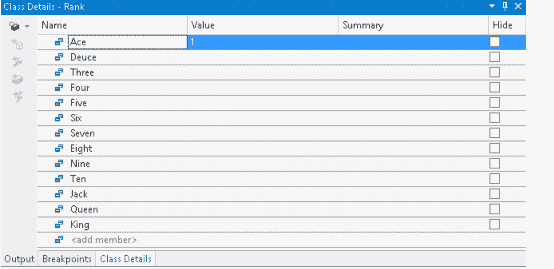 Class Details - Rank
Name Value Summary Hide
Ace 1
Deuce
Three
Four
Five
Six
Seven
Eight
Nine
Ten
Jack
Queen
King
<add member>
Output Breakpoints Class Details